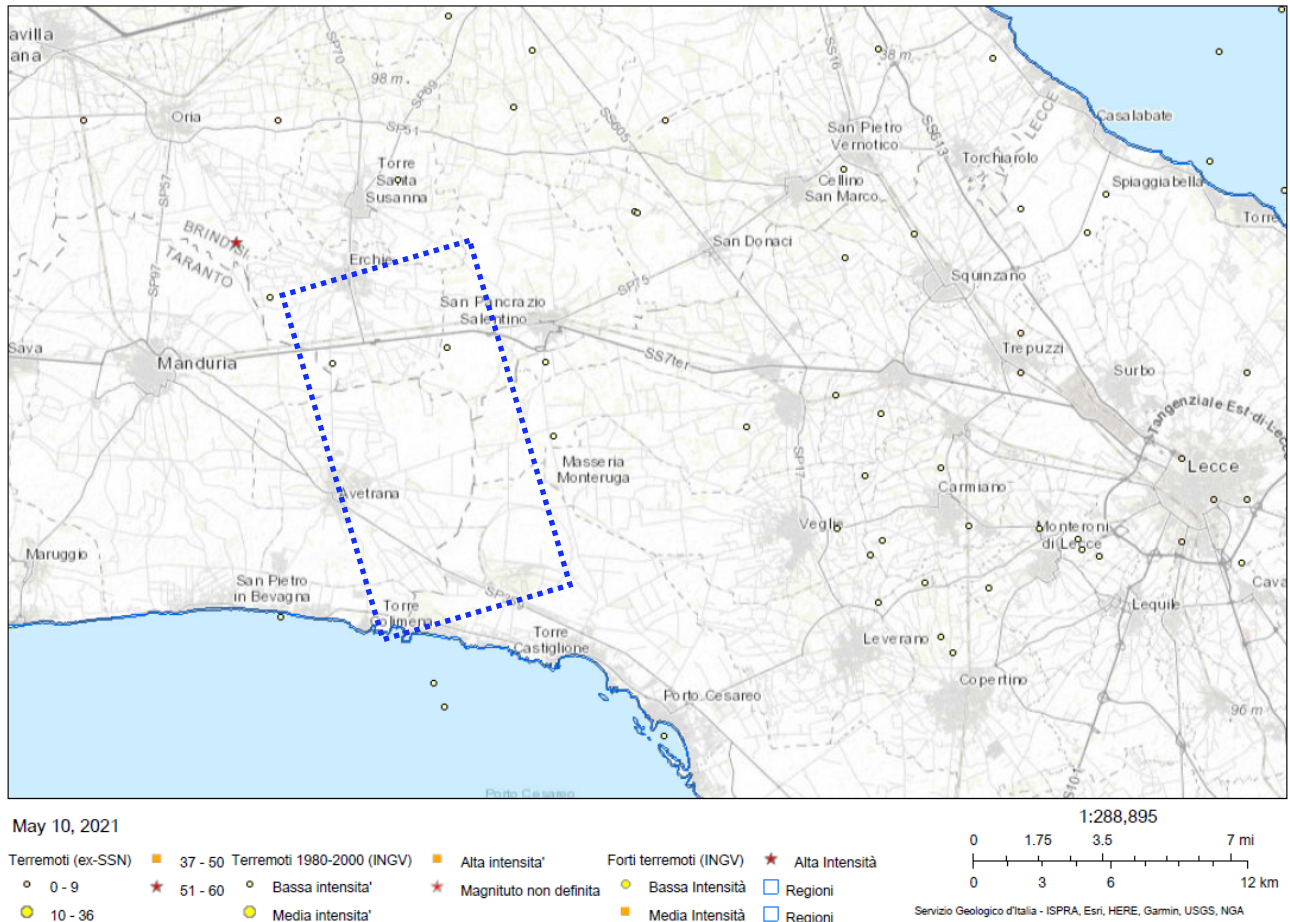 avilla
ana
SP70
98 m
SP69
SS16
38 m
Oria
SP51
SS605
San Pietro
Vernotico
SS613
LECCE
Casalabate
Torchiarolo
Torre
Santa
Susanna
SP57
Cellino
San Marco
Spiaggiabella
Torre
BRINDISI
TARANTO
San Donaci
Erchie
SP97
SP75
Squinzano
San Pancrazio
Salentino
Sava
Manduria
SS7ter
Trepuzzi
Surbo
Tangenziale Est-di-Lec
Lecce
Masseria
Monteruga
SP17
Carmiano
Avetrana
Veglie
Monteroni
di Lecce
Maruggio
San Pietro
in Bevagna
Cava
Torre
Colimena
Lequile
Torre
Castiglione
Leverano
Copertino
Porto Cesareo
96 m
Porto Cesareo
S101
May 10, 2021
1:288,895
0 1.75 3.5 7 mi
0 3 6 12 km
Terremoti (ex-SSN)
0 - 9
10 - 36
37 - 50
51 - 60
Terremoti 1980-2000 (INGV)
Bassa intensita'
Media intensita'
Alta intensita'
Magnituto non definita
Forti terremoti (INGV)
Bassa Intensità
Media Intensità
Alta Intensità
Regioni
Regioni
Servizio Geologico d'Italia - ISPRA, Esri, HERE, Garmin, USGS, NGA